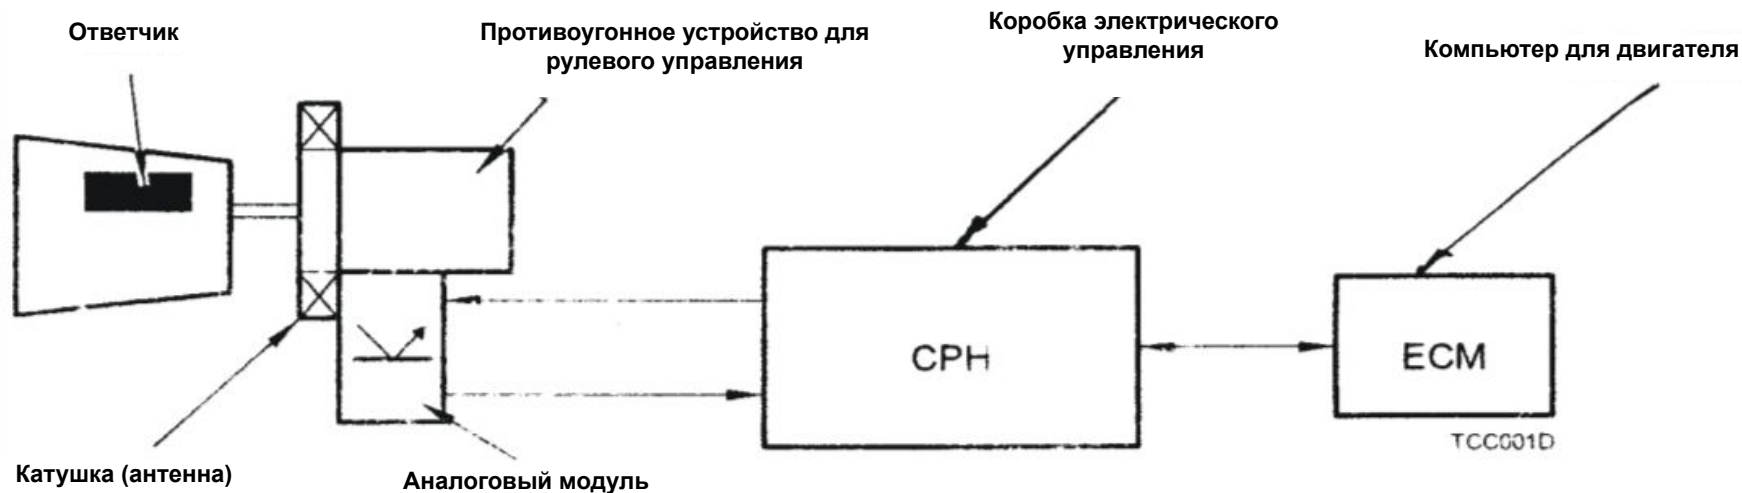 Ответчик
Противоугонное устройство для
рулевого управления
Коробка электрического
управления
Компьютер для двигателя
CPH
ECM
TCC001D
Катушка (антенна)
Аналоговый модуль